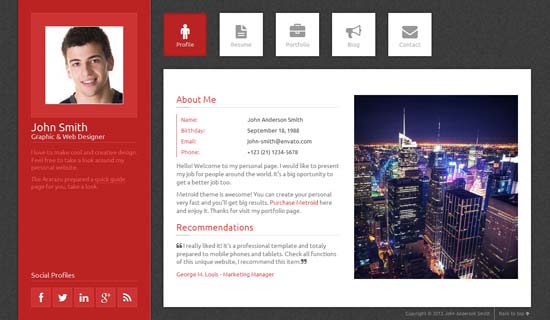 Profile
Resume
Portfolio
Blog
Contact
John Smith
Graphic & Web Designer
I love to make cool and creative design.
Feel free to take a look around my
personal website.
The Ararazu prepared a quick guide
page for you, take a look.
Social Profiles
About Me
Name: John Anderson Smith
Birthday: September 18, 1988
Email: john-smith@envato.com
Phone: +123 (21) 1234-5678
Hello! Welcome to my personal page. I would like to present
my job for people around the world. It's a big oportunity to
get a better job too.
Metroid theme is awesome! You can create your personal
very fast and you'll get big results. Purchase Metroid here
and enjoy it. Thanks for visit my portfolio page.
Recommendations
❝ I really liked it! It's a professional template and totaly
prepared to mobile phones and tablets. Check all functions
of this unique website, I recommend this item.❞
George H. Louis - Marketing Manager
Copyright © 2012 John Anderson Smith
Back to top